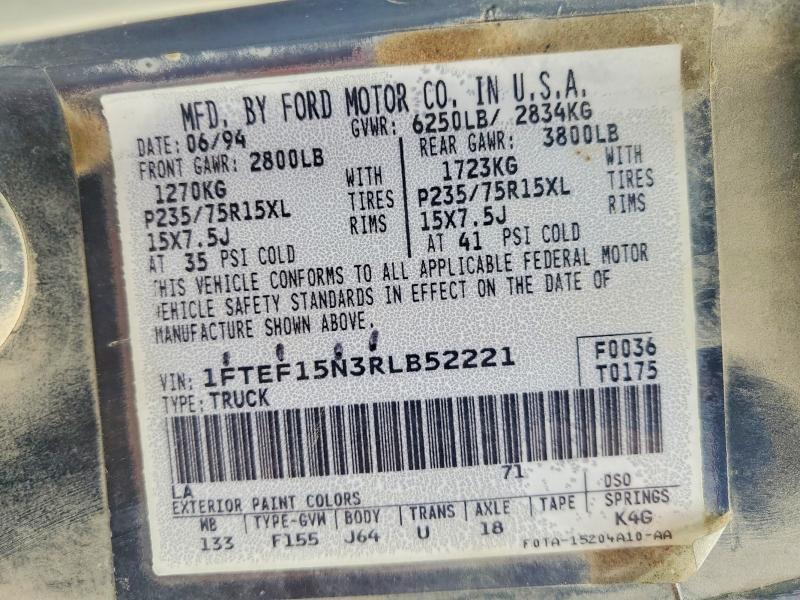 MFD. BY FORD MOTOR CO. IN U.S.A.
DATE: 06/94 GVWR: 6250LB/ 2834KG
FRONT GAWR: 2800LB REAR GAWR: 3800LB
1270KG WITH 1723KG WITH
P235/75R15XL TIRES P235/75R15XL TIRES
15X7.5J RIMS 15X7.5J RIMS
AT 35 PSI COLD AT 41 PSI COLD
THIS VEHICLE CONFORMS TO ALL APPLICABLE FEDERAL MOTOR
VEHICLE SAFETY STANDARDS IN EFFECT ON THE DATE OF
MANUFACTURE SHOWN ABOVE.
VIN: 1FTEF15N3RLB52221 F0036
TYPE: TRUCK T0175
71
LA
EXTERIOR PAINT COLORS DSO
WB TYPE-GVW BODY TRANS AXLE TAPE SPRINGS
133 F155 J64 U 18 K4G
F0TA-15204A10-AA